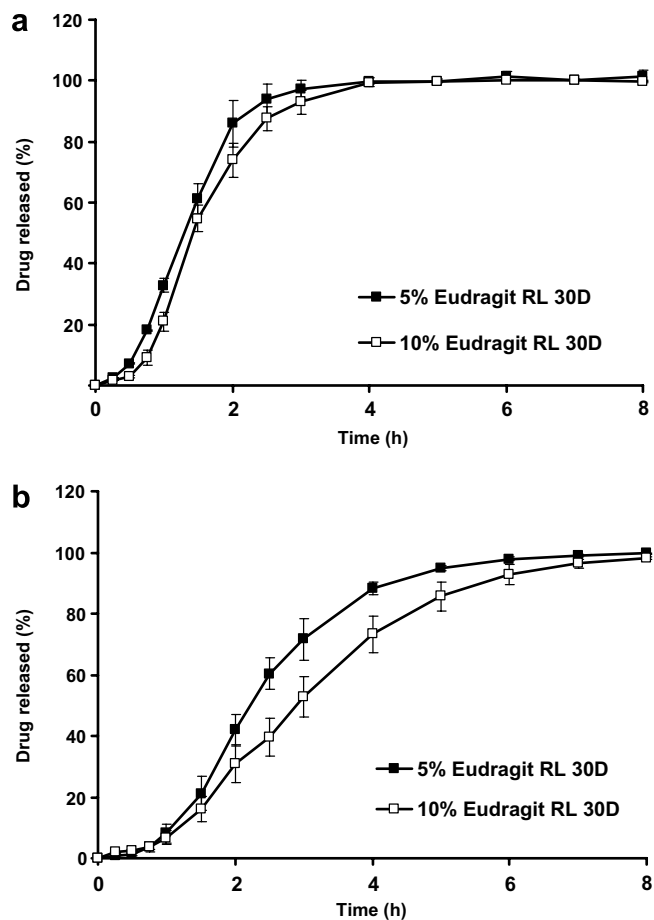 a
120
100
80
60
40
20
Drug released (%)
5% Eudragit RL 30D
10% Eudragit RL 30D
0 2 4 6 8
Time (h)
b
120
100
80
60
40
20
0
Drug released (%)
5% Eudragit RL 30D
10% Eudragit RL 30D
0 2 4 6 8
Time (h)